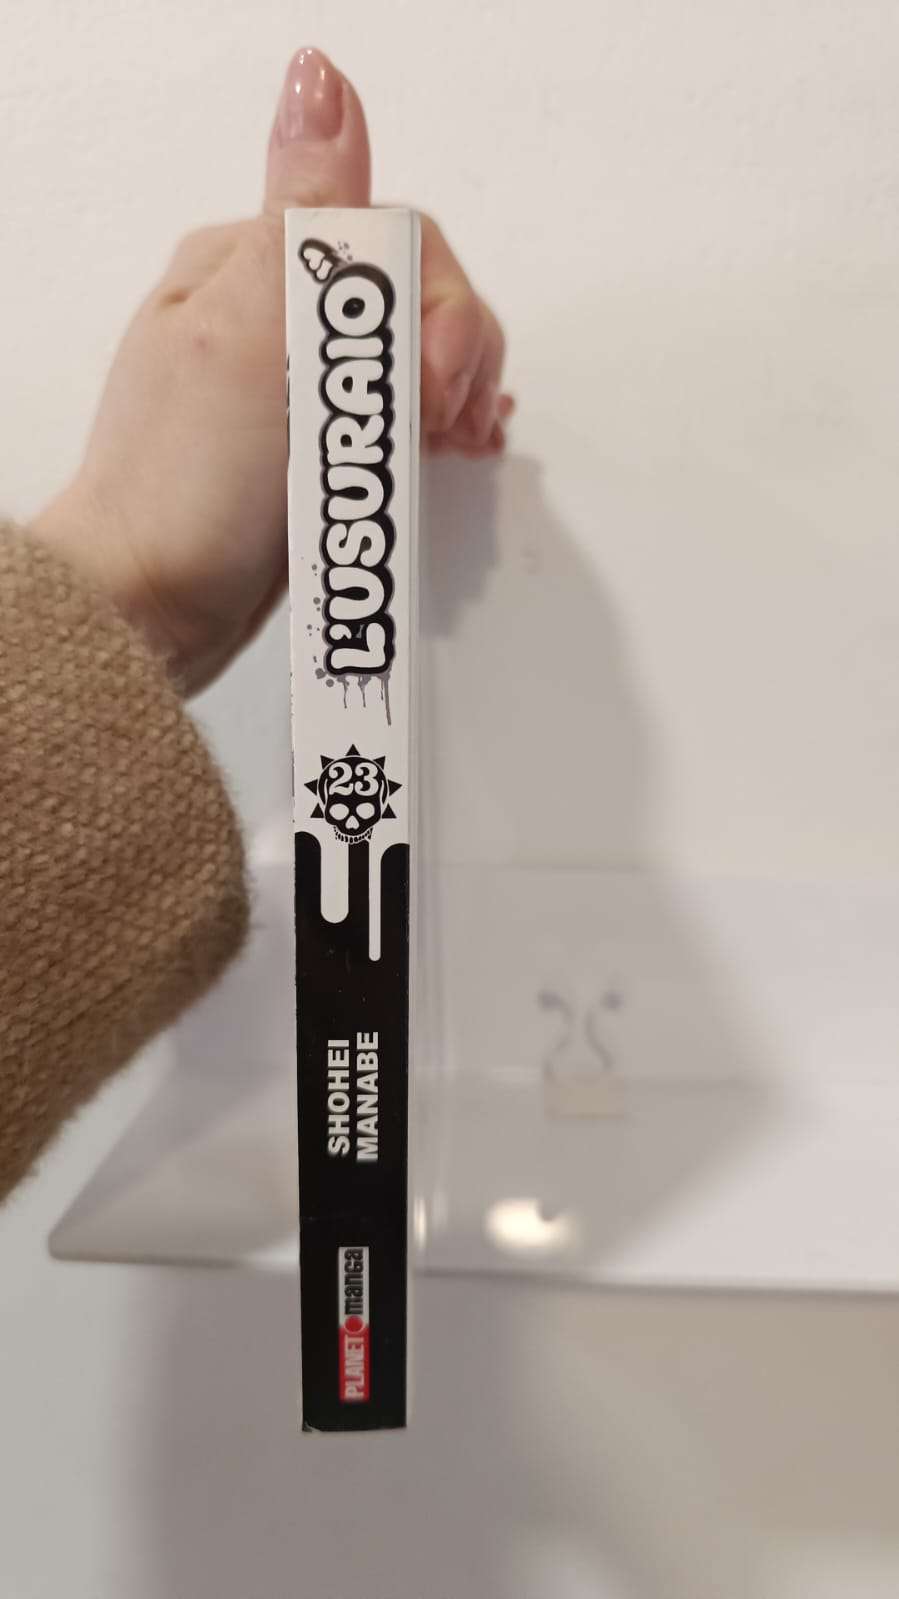 L'USURAIO
23
SHOHEI
MANABE
PLANET manga